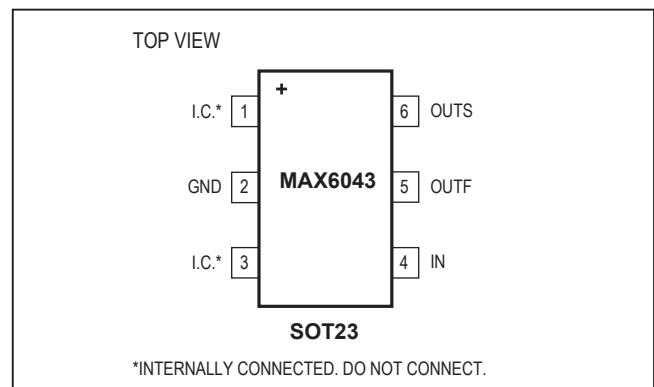 TOP VIEW
+
I.C.* 1
6 OUTS
GND 2
MAX6043
5 OUTF
I.C.* 3
4 IN
SOT23
*INTERNALLY CONNECTED. DO NOT CONNECT.